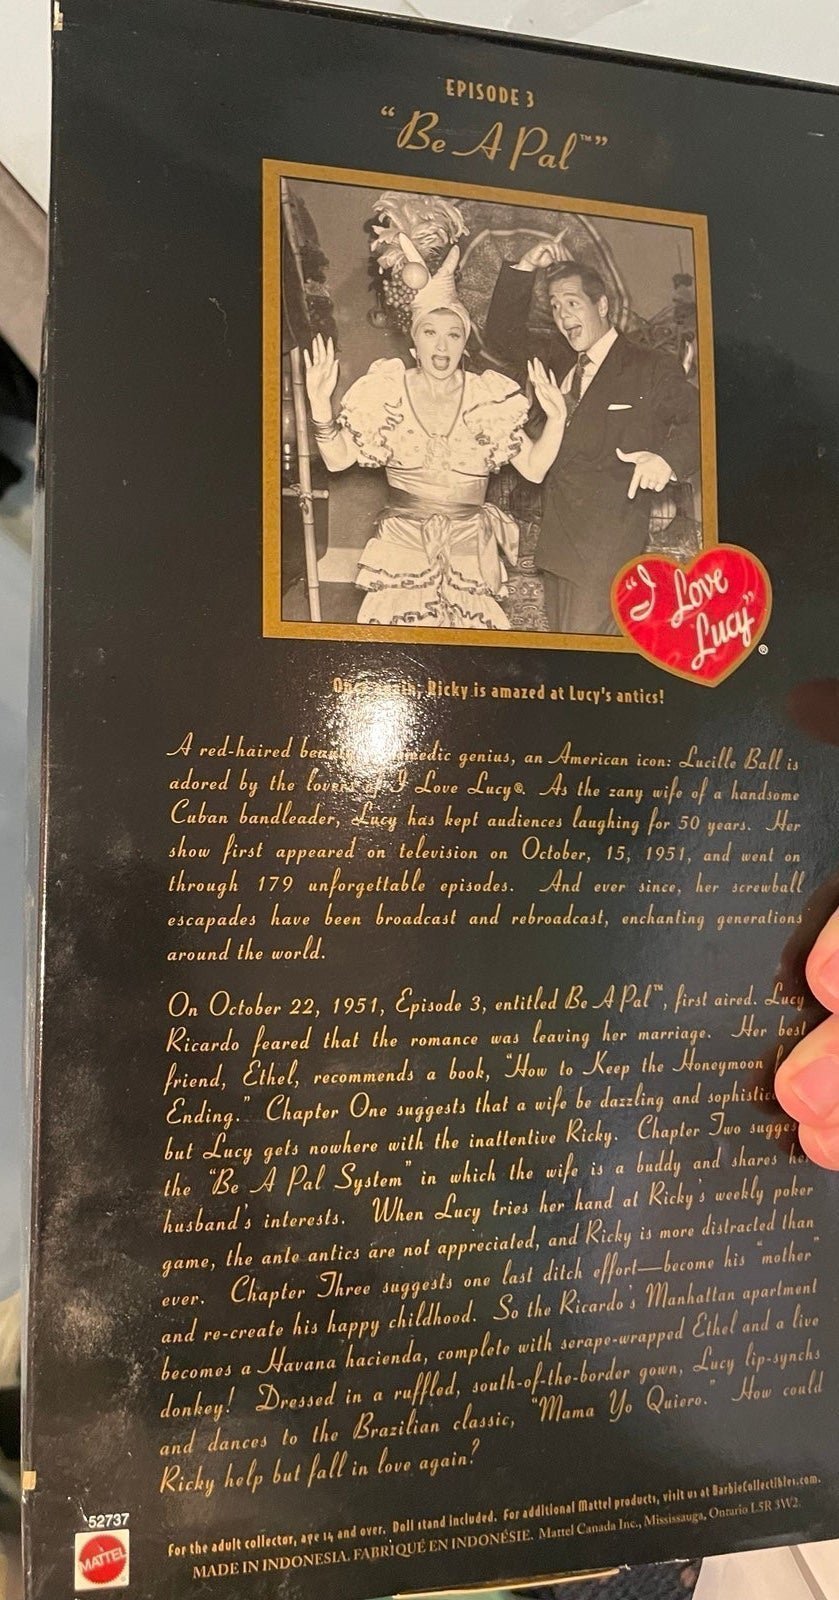 EPISODE 3
"Be A Pal™"
"I Love
Lucy"®
Ricky is amazed at Lucy's antics!
A red-haired genius, an American icon: Lucille Ball is
adored by the of I Love Lucy®. As the zany wife of a handsome
Cuban bandleader, Lucy has kept audiences laughing for 50 years. Her
show first appeared on television on October, 15, 1951, and went on
through 179 unforgettable episodes. And ever since, her screwball
escapades have been broadcast and rebroadcast, enchanting generations
around the world.
On October 22, 1951, Episode 3, entitled Be A Pal™, first aired. Lucy
Ricardo feared that the romance was leaving her marriage. Her best
friend, Ethel, recommends a book, "How to Keep the Honeymoon
Ending." Chapter One suggests that a wife be dazzling and
but Lucy gets nowhere with the inattentive Ricky. Chapter Two
the "Be A Pal System" in which the wife is a buddy and shares her
husband's interests. When Lucy tries her hand at Ricky's weekly poker
game, the ante antics are not appreciated, and Ricky is more distracted than
ever. Chapter Three suggests one last ditch effort—become his "mother"
and re-create his happy childhood. So the Ricardo's Manhattan apartment
becomes a Havana hacienda, complete with serape-wrapped Ethel and a live
donkey! Dressed in a ruffled, south-of-the-border gown, Lucy lip-synchs
and dances to the Brazilian classic, "Mama Yo Quiero." How could
Ricky help but fall in love again?
52737
MATTEL
For the adult collector, age 14 and over. Doll stand included. For additional Mattel products, visit us at BarbieCollectibles.com.
MADE IN INDONESIA. FABRIQUÉ EN INDONÉSIE. Mattel Canada Inc., Mississauga, Ontario L5R 3W2.